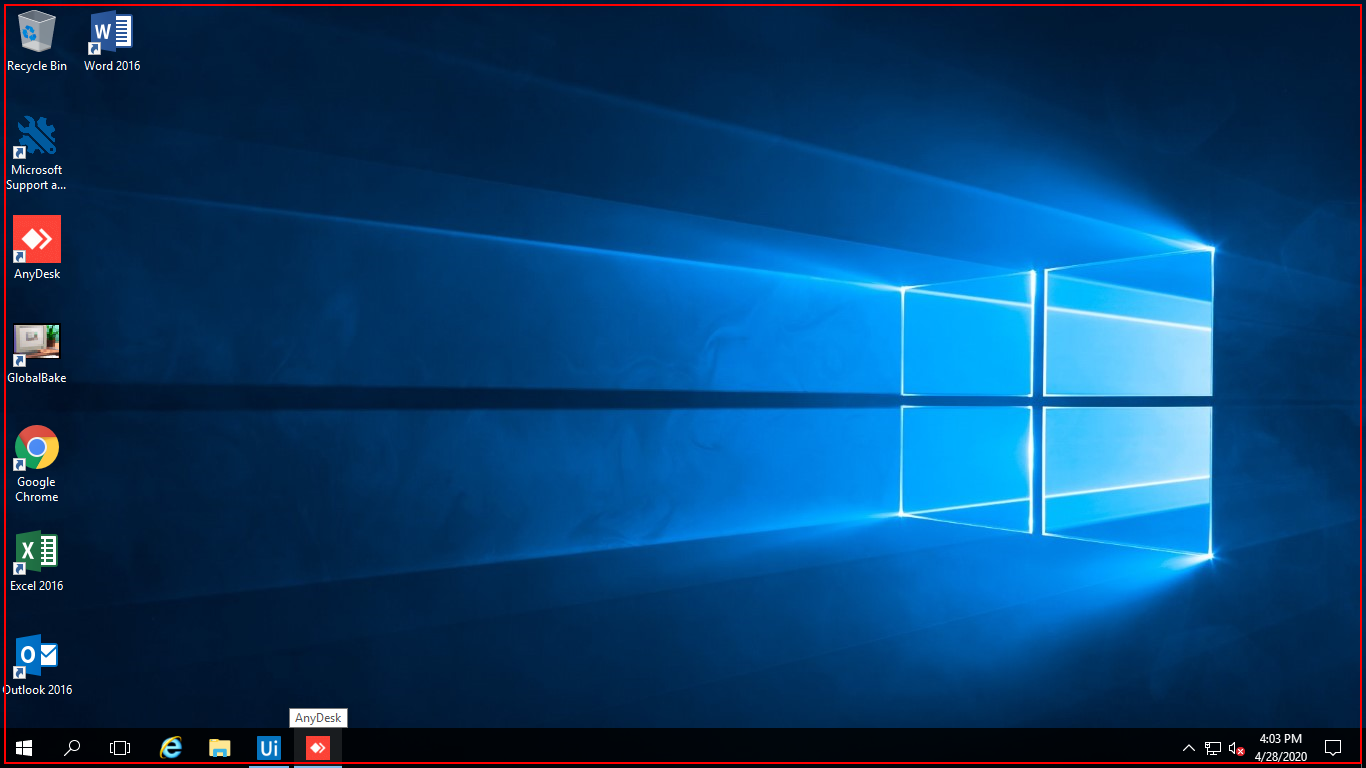 Recycle Bin
Word 2016
Microsoft
Support a...
AnyDesk
GlobalBake
Google
Chrome
Excel 2016
Outlook 2016
AnyDesk
Ui
4:03 PM
4/28/2020